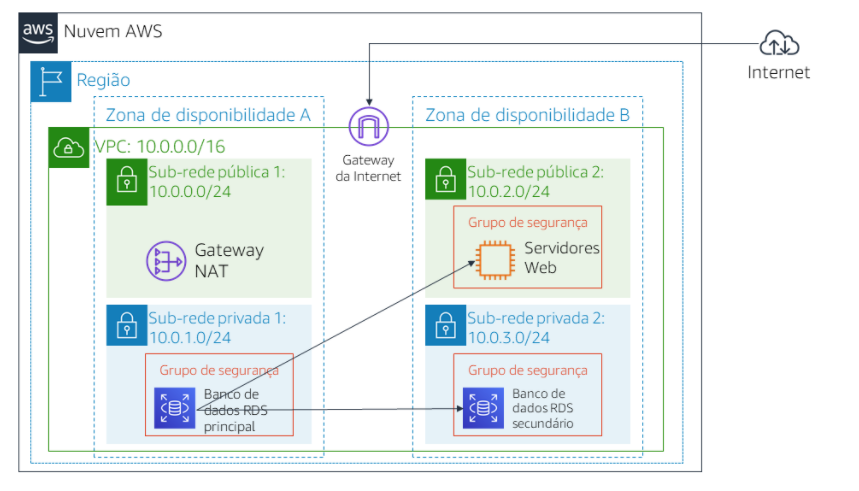 aws
Nuvem AWS
Internet
Região
Zona de disponibilidade A
Zona de disponibilidade B
VPC: 10.0.0.0/16
Gateway
da Internet
Sub-rede pública 1:
10.0.0.0/24
Gateway
NAT
Sub-rede pública 2:
10.0.2.0/24
Grupo de segurança
Servidores
Web
Sub-rede privada 1:
10.0.1.0/24
Grupo de segurança
Banco de
dados RDS
principal
Sub-rede privada 2:
10.0.3.0/24
Grupo de segurança
Banco de
dados RDS
secundário